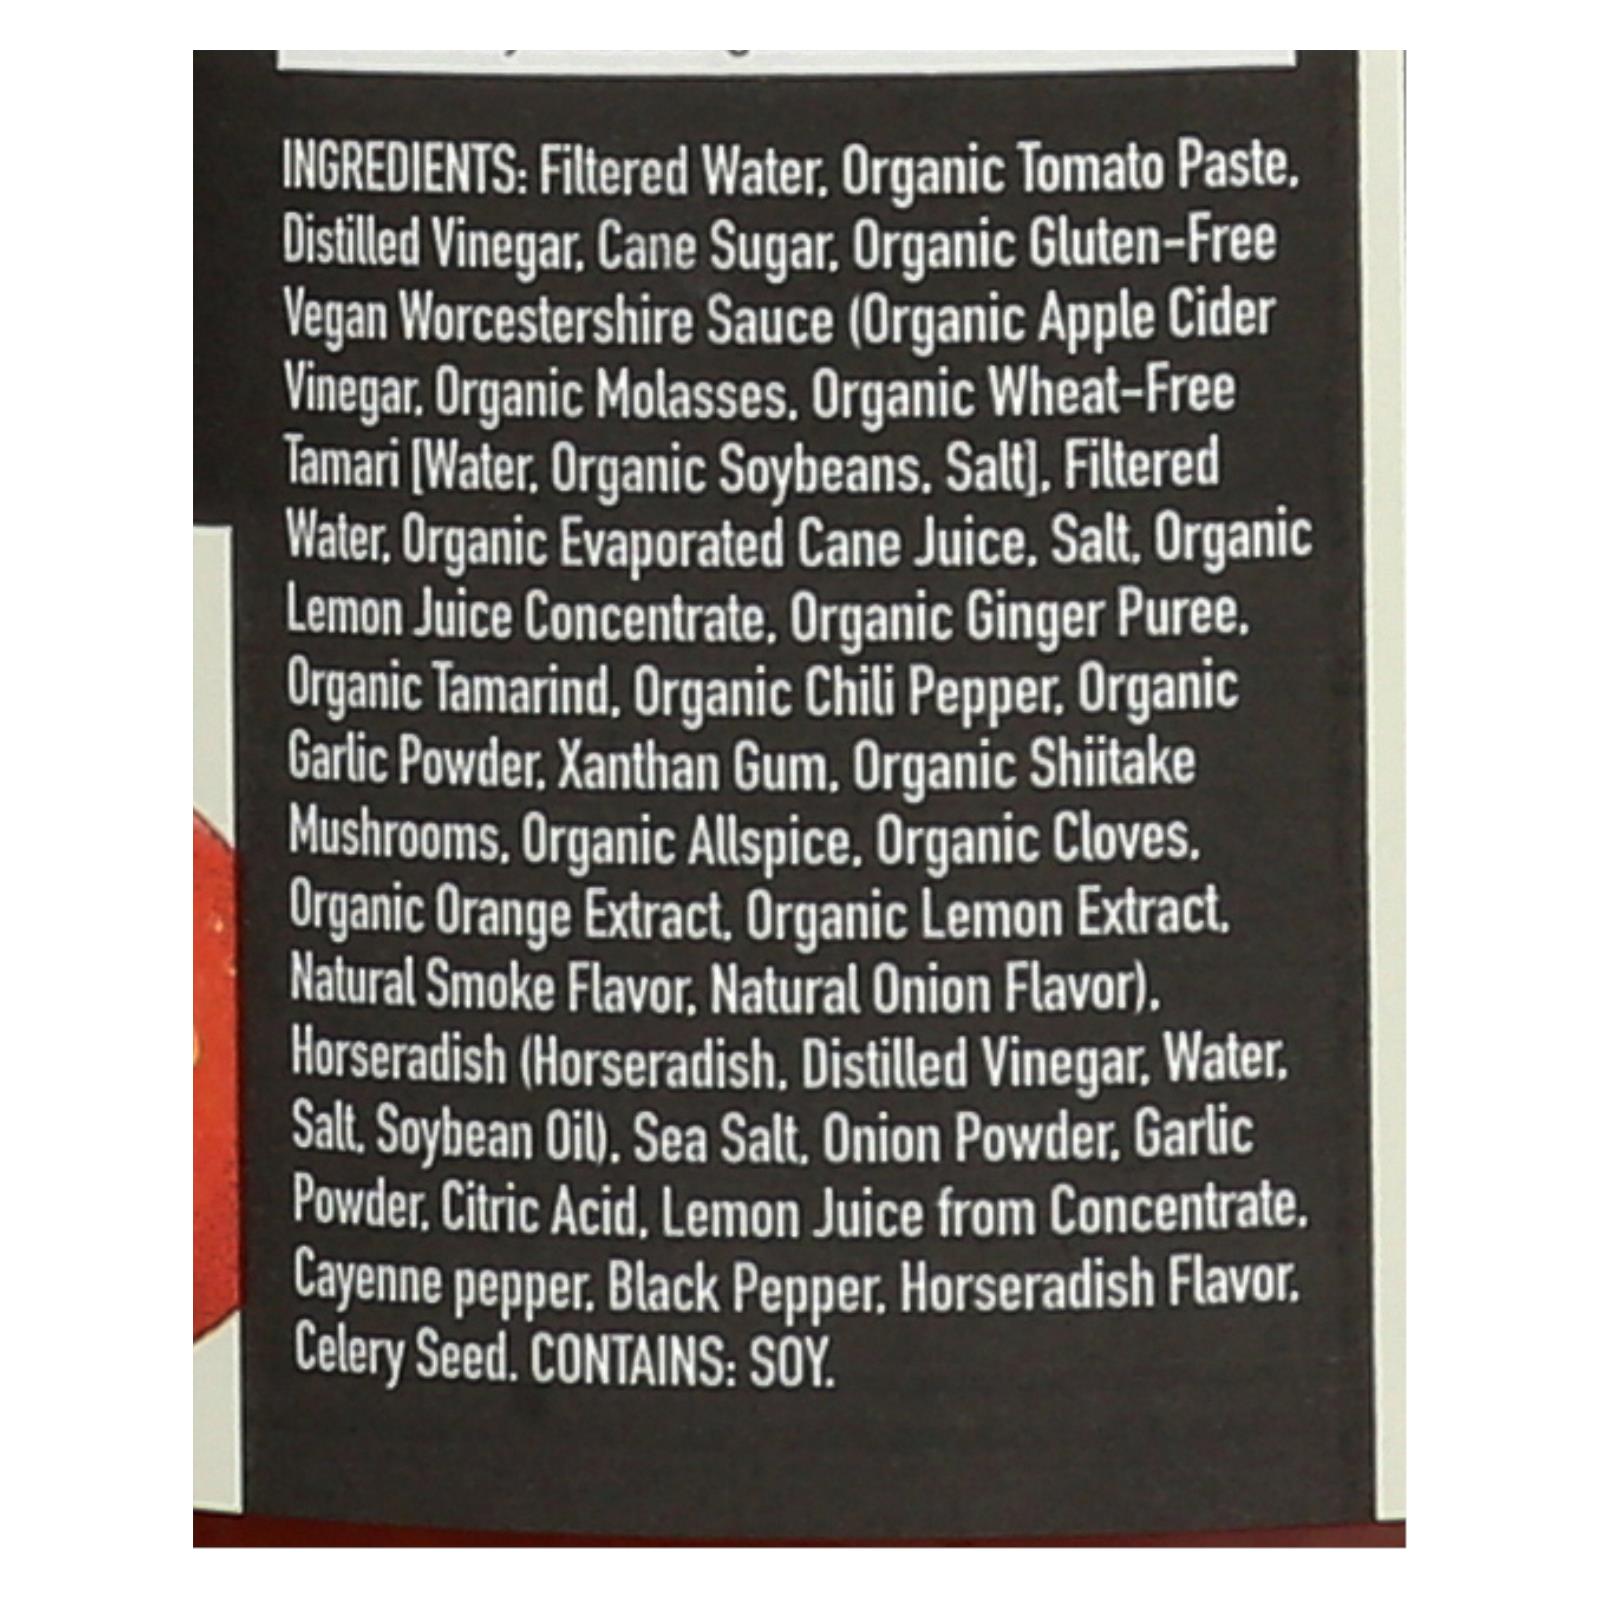 INGREDIENTS: Filtered Water, Organic Tomato Paste,
Distilled Vinegar, Cane Sugar, Organic Gluten-Free
Vegan Worcestershire Sauce (Organic Apple Cider
Vinegar, Organic Molasses, Organic Wheat-Free
Tamari [Water, Organic Soybeans, Salt], Filtered
Water, Organic Evaporated Cane Juice, Salt, Organic
Lemon Juice Concentrate, Organic Ginger Puree,
Organic Tamarind, Organic Chili Pepper, Organic
Garlic Powder, Xanthan Gum, Organic Shiitake
Mushrooms, Organic Allspice, Organic Cloves,
Organic Orange Extract, Organic Lemon Extract,
Natural Smoke Flavor, Natural Onion Flavor),
Horseradish (Horseradish, Distilled Vinegar, Water,
Salt, Soybean Oil), Sea Salt, Onion Powder, Garlic
Powder, Citric Acid, Lemon Juice from Concentrate,
Cayenne pepper, Black Pepper, Horseradish Flavor,
Celery Seed. CONTAINS: SOY.